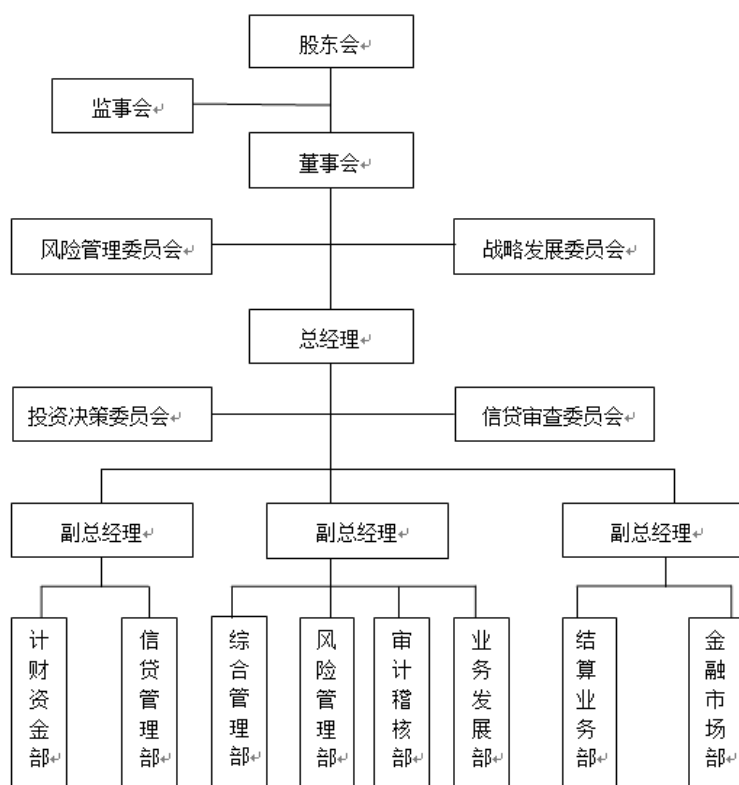 股东会
监事会
董事会
风险管理委员会
战略发展委员会
总经理
投资决策委员会
信贷审查委员会
副总经理
副总经理
副总经理
计财资金部
信贷管理部
综合管理部
风险管理部
审计稽核部
业务发展部
结算业务部
金融市场部